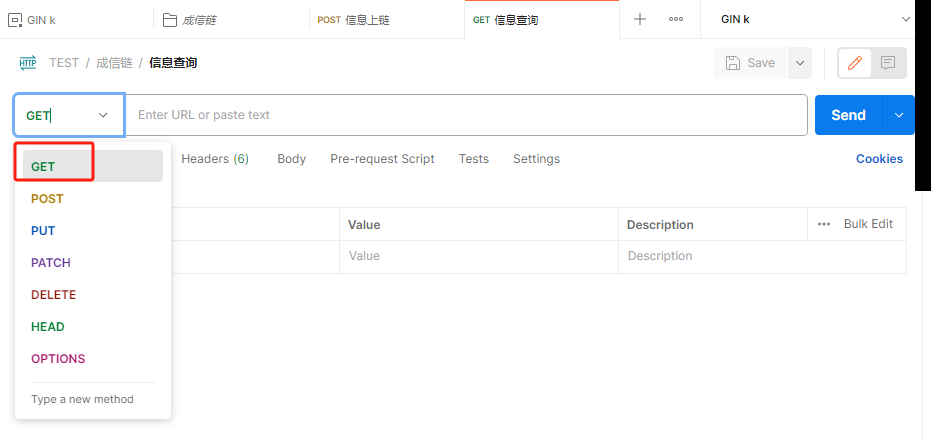 GIN k 成信链 POST 信息上链 GET 信息查询 GIN k
HTTP TEST / 成信链 / 信息查询 Save
GET Enter URL or paste text Send
GET Headers (6) Body Pre-request Script Tests Settings Cookies
POST
PUT Value Description Bulk Edit
PATCH Value Description
DELETE
HEAD
OPTIONS
Type a new method